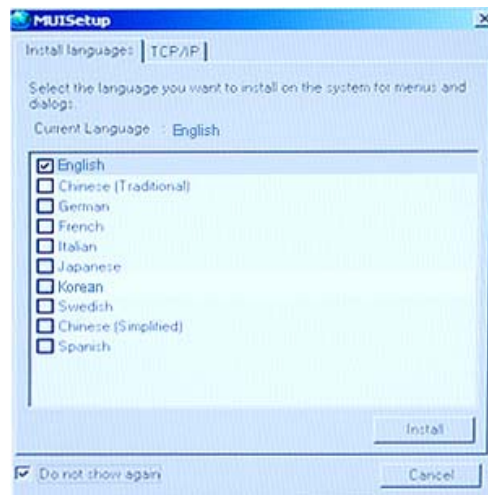 MUISetup
Install languages TCP/IP
Select the language you want to install on the system for menus and
dialogs.
Current Language : English
English
Chinese (Traditional)
German
French
Italian
Japanese
Korean
Swedish
Chinese (Simplified)
Spanish
Install
Do not show again Cancel